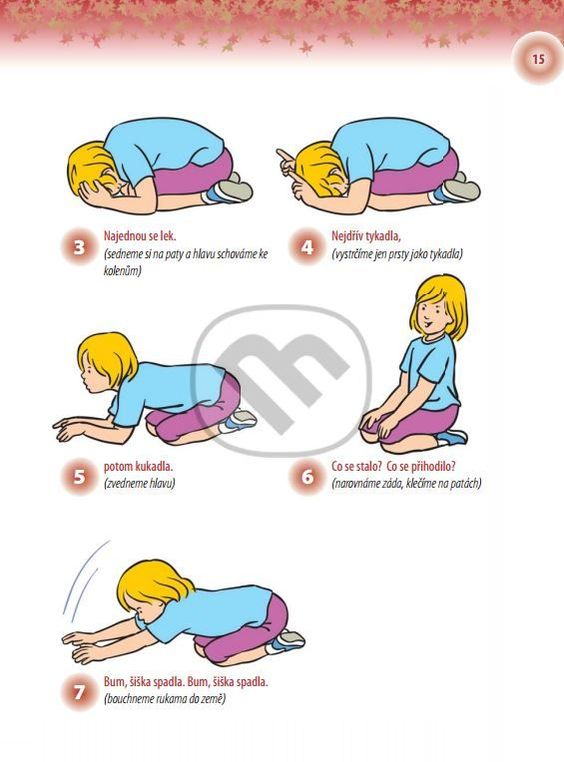 15
3
Najednou se lek.
(sedneme si na paty a hlavu schováme ke
kolenům)
4
Nejdřív tykadla,
(vystrčíme jen prsty jako tykadla)
5
potom kukadla.
(zvedneme hlavu)
6
Co se stalo? Co se přihodilo?
(narovnáme záda, klečíme na patách)
7
Bum, šiška spadla. Bum, šiška spadla.
(bouchneme rukama do země)